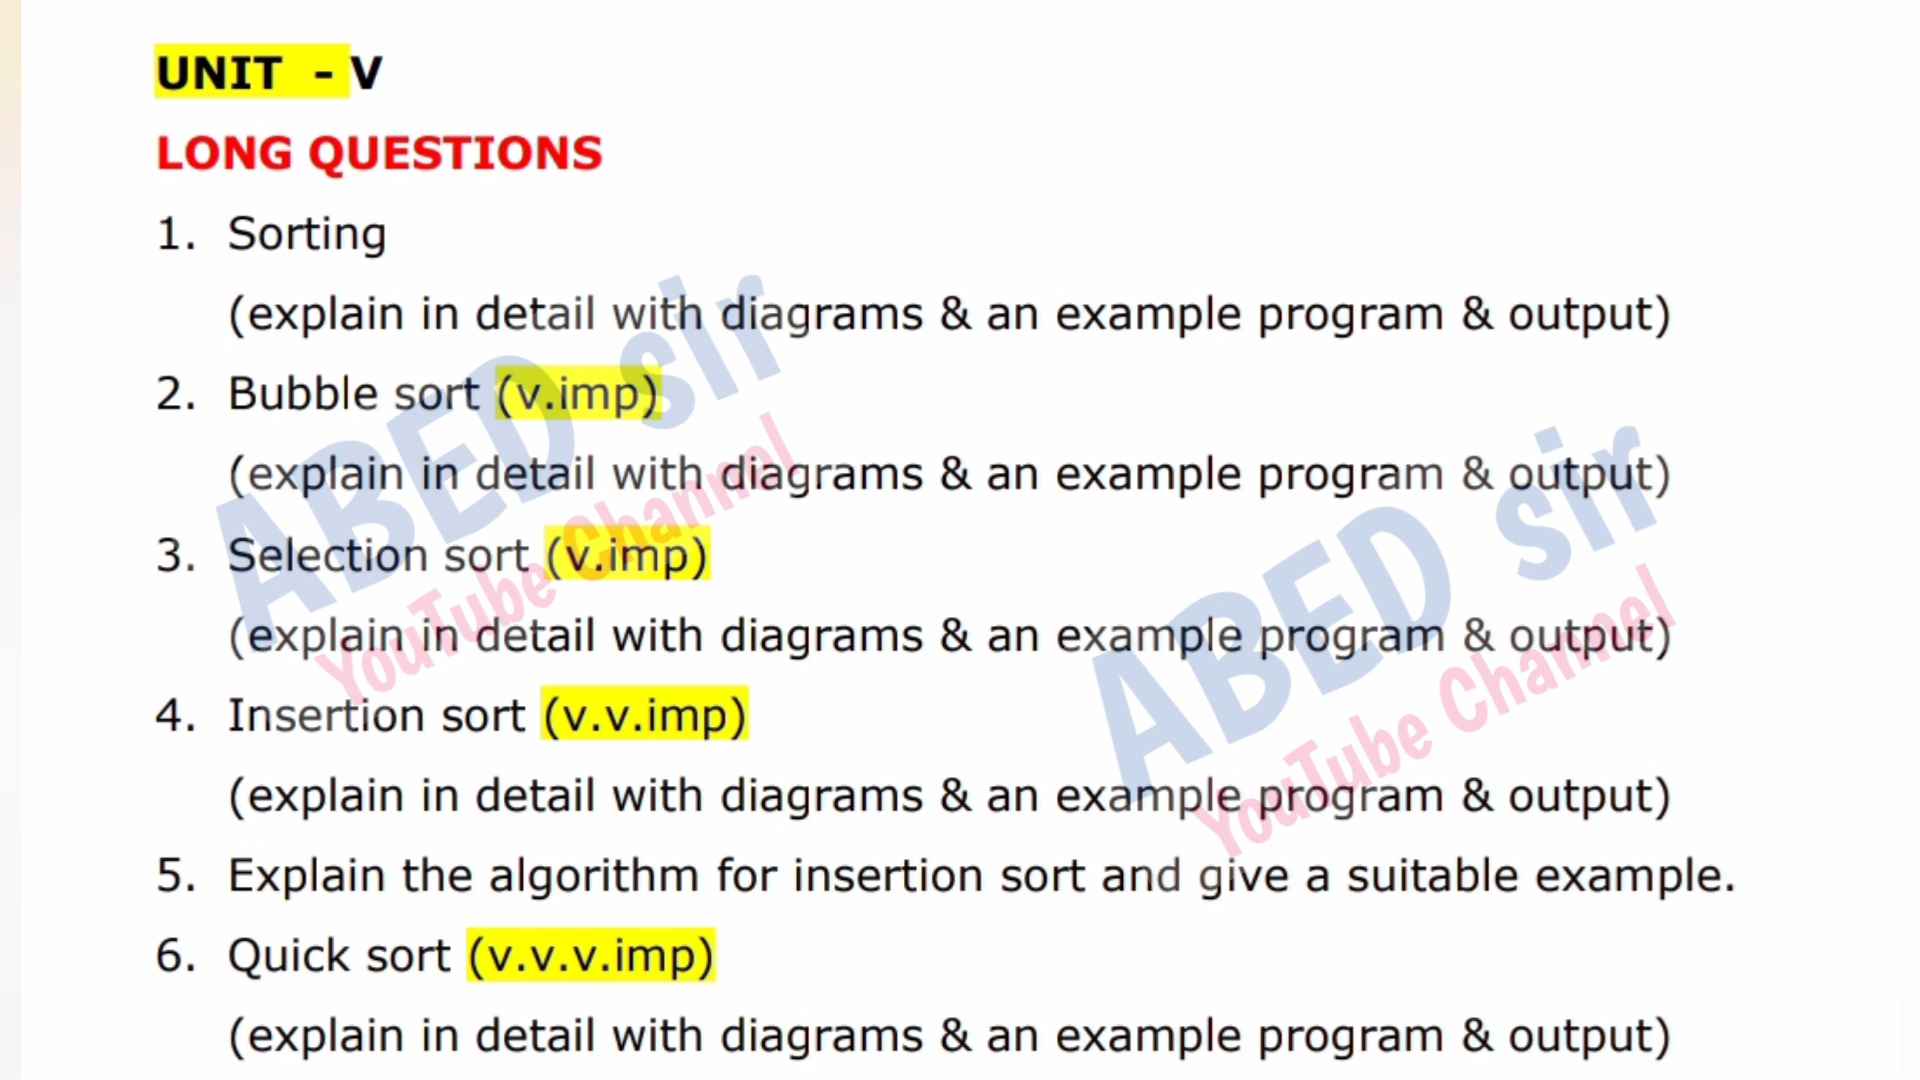 UNIT - V
LONG QUESTIONS
1. Sorting
(explain in detail with diagrams & an example program & output)
2. Bubble sort (v.imp)
(explain in detail with diagrams & an example program & output)
3. Selection sort (v.imp)
(explain in detail with diagrams & an example program & output)
4. Insertion sort (v.v.imp)
(explain in detail with diagrams & an example program & output)
5. Explain the algorithm for insertion sort and give a suitable example.
6. Quick sort (v.v.v.imp)
(explain in detail with diagrams & an example program & output)
ABED sir
YouTube Channel
ABED sir
YouTube Channel